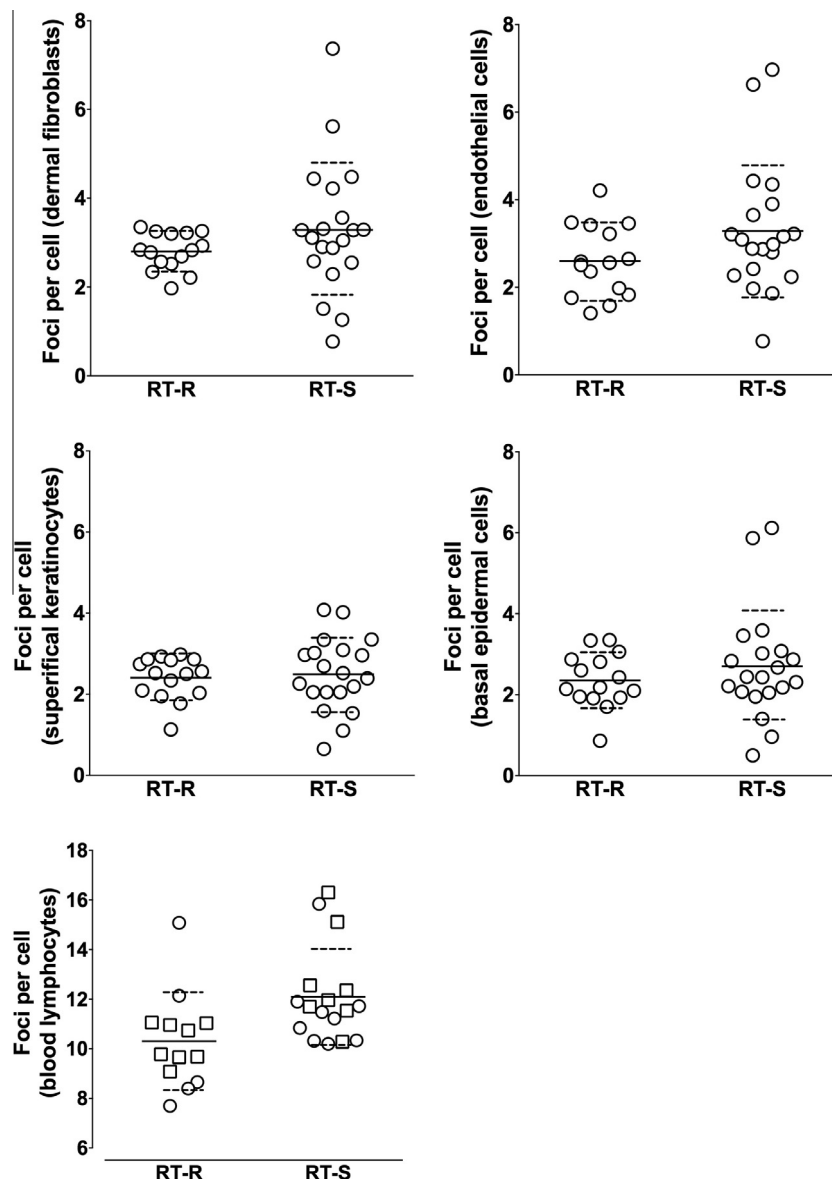 Foci per cell (dermal fibroblasts)
8
6
4
2
0
RT-R
RT-S
Foci per cell (endothelial cells)
8
6
4
2
0
RT-R
RT-S
Foci per cell
(superifical keratinocytes)
8
6
4
2
0
RT-R
RT-S
Foci per cell
(basal epidermal cells)
8
6
4
2
0
RT-R
RT-S
Foci per cell
(blood lymphocytes)
18
16
14
12
10
8
6
RT-R
RT-S